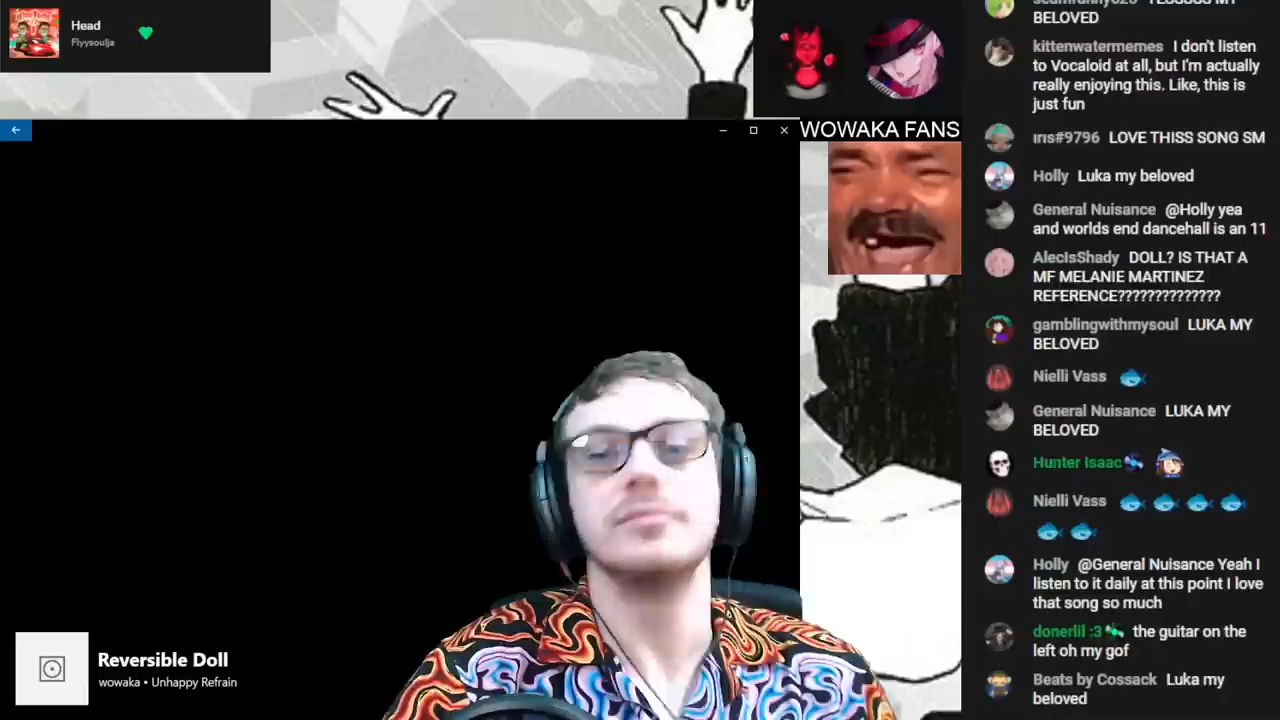 Head
Flyysoulja
WOWAKA FANS
Reversible Doll
wowaka • Unhappy Refrain
BELOVED
kittenwatermemes I don't listen
to Vocaloid at all, but I'm actually
really enjoying this. Like, this is
just fun
LOVE THISS SONG SM
Holly Luka my beloved
General Nuisance @Holly yea
and worlds end dancehall is an 11
AlecIsShady DOLL? IS THAT A
MF MELANIE MARTINEZ
REFERENCE??????????????
gamblingwithmysoul LUKA MY
BELOVED
Nielli Vass
General Nuisance LUKA MY
BELOVED
Hunter Isaac
Nielli Vass
Holly @General Nuisance Yeah I
listen to it daily at this point I love
that song so much
donerlil :3 the guitar on the
left oh my gof
Beats by Cossack Luka my
beloved